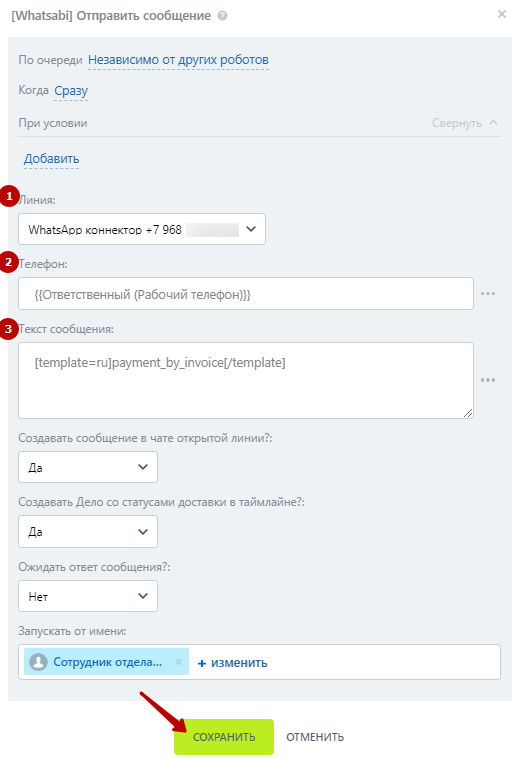 [Whatsabi] Отправить сообщение ?
По очереди Независимо от других роботов
Когда Сразу
При условии Свернуть
Добавить
1 Линия:
WhatsApp коннектор +7 968
2 Телефон:
{{Ответственный (Рабочий телефон)}}
3 Текст сообщения:
[template=ru]payment_by_invoice[/template]
Создавать сообщение в чате открытой линии?:
Да
Создавать Дело со статусами доставки в таймлайне?:
Да
Ожидать ответ сообщения?:
Нет
Запускать от имени:
Сотрудник отдела... × + изменить
СОХРАНИТЬ ОТМЕНИТЬ